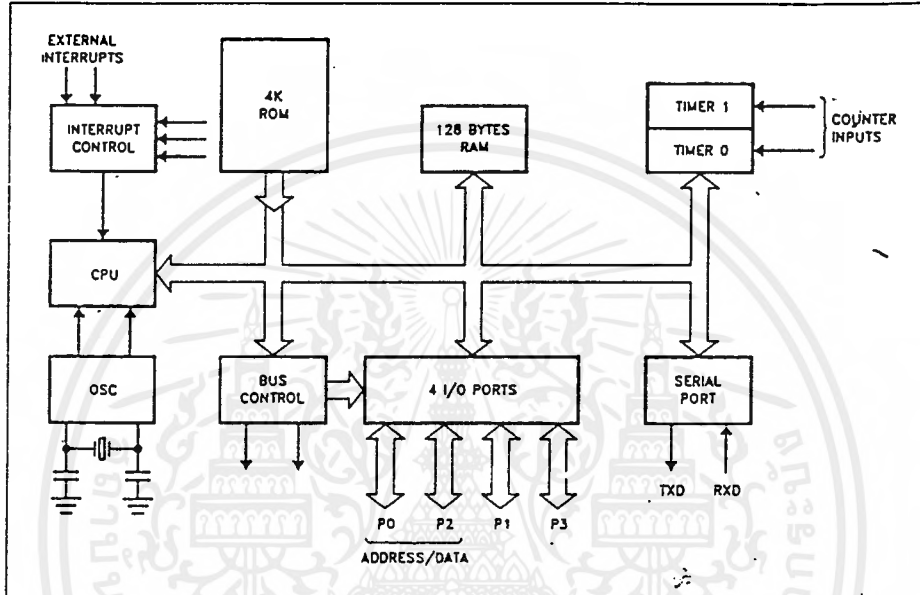 EXTERNAL
INTERRUPTS
INTERRUPT
CONTROL
4K
ROM
128 BYTES
RAM
TIMER 1
TIMER 0
COUNTER
INPUTS
CPU
OSC
BUS
CONTROL
4 I/O PORTS
SERIAL
PORT
TXD RXD
P0 P2 P1 P3
ADDRESS/DATA